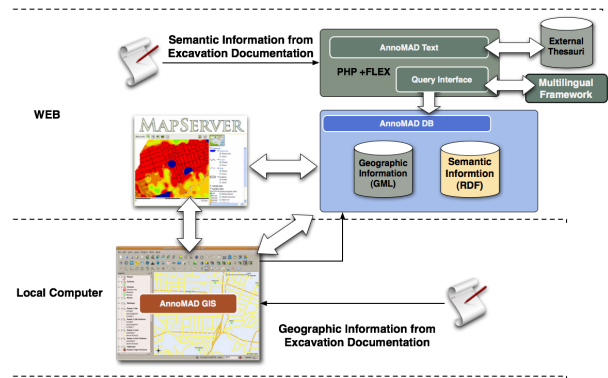 Semantic Information from
Excavation Documentation
AnnoMAD Text
External
Thesauri
PHP +FLEX
Query Interface
Multilingual
Framework
WEB
MAPSERVER
AnnoMAD DB
Geographic
Information
(GML)
Semantic
Informtion
(RDF)
Local Computer
AnnoMAD GIS
Geographic Information from
Excavation Documentation